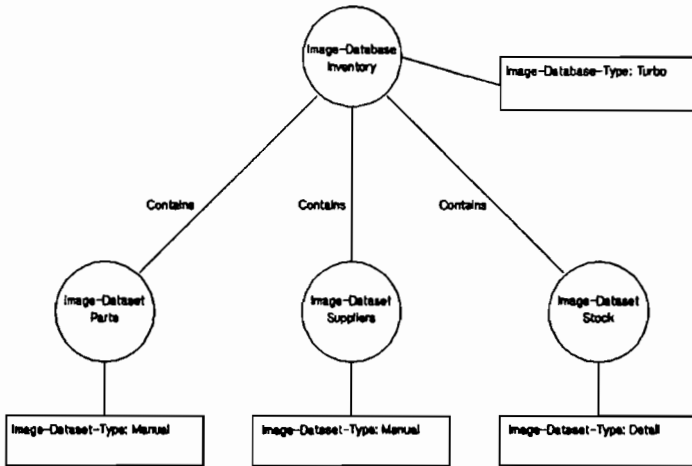 Image-Database
Inventory
Image-Database-Type: Turbo
Contains
Contains
Contains
Image-Dataset
Parts
Image-Dataset
Suppliers
Image-Dataset
Stock
Image-Dataset-Type: Manual
Image-Dataset-Type: Manual
Image-Dataset-Type: Detail